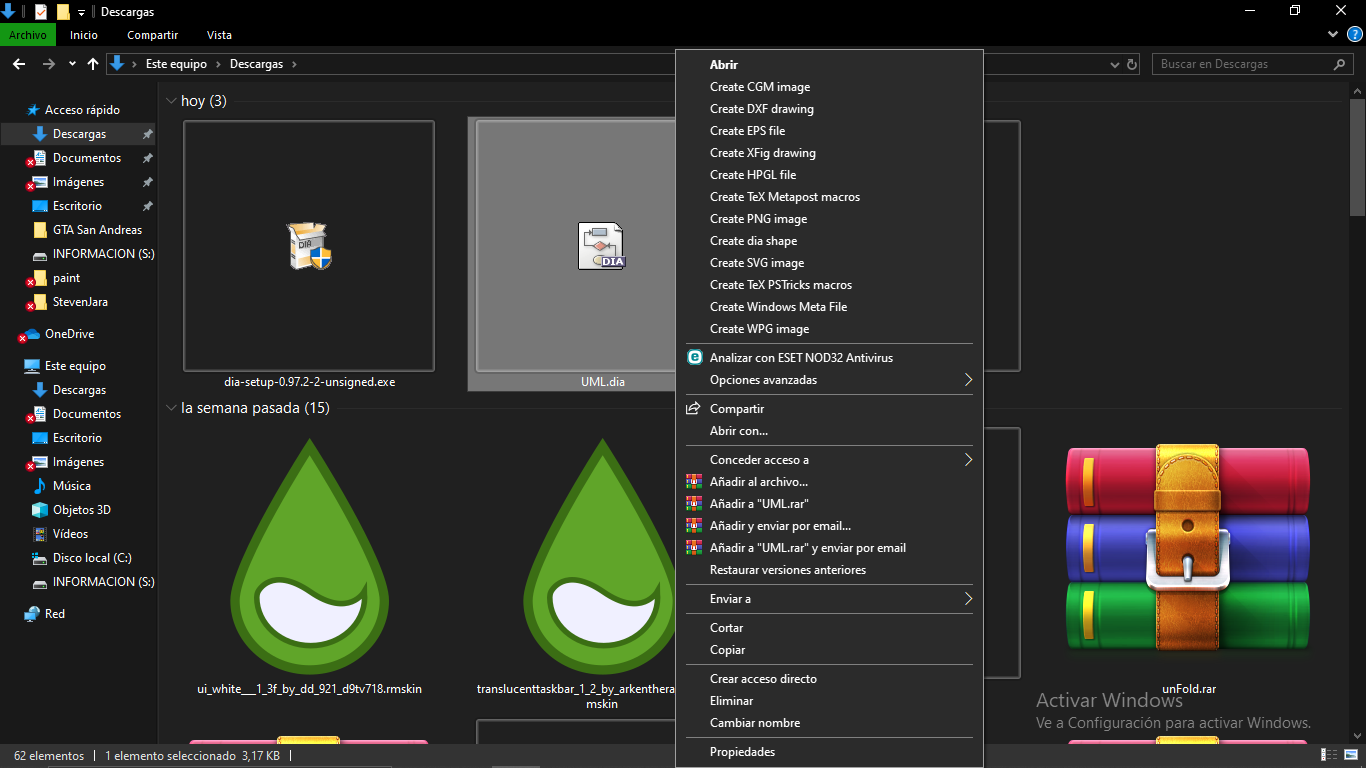 Descargas
Archivo
Inicio
Compartir
Vista
Este equipo
Descargas
Buscar en Descargas
Acceso rápido
Descargas
Documentos
Imágenes
Escritorio
GTA San Andreas
INFORMACION (S:)
paint
StevenJara
OneDrive
Este equipo
Descargas
Documentos
Escritorio
Imágenes
Música
Objetos 3D
Vídeos
Disco local (C:)
INFORMACION (S:)
Red
hoy (3)
DIA
dia-setup-0.97.2-2-unsigned.exe
DIA
UML.dia
la semana pasada (15)
ui_white___1_3f_by_dd_921_d9tv718.rmskin
translucenttaskbar_1_2_by_arkenthera
mskin
unFold.rar
Abrir
Create CGM image
Create DXF drawing
Create EPS file
Create XFig drawing
Create HPGL file
Create TeX Metapost macros
Create PNG image
Create dia shape
Create SVG image
Create TeX PSTricks macros
Create Windows Meta File
Create WPG image
Analizar con ESET NOD32 Antivirus
Opciones avanzadas
Compartir
Abrir con...
Conceder acceso a
Añadir al archivo...
Añadir a "UML.rar"
Añadir y enviar por email...
Añadir a "UML.rar" y enviar por email
Restaurar versiones anteriores
Enviar a
Cortar
Copiar
Crear acceso directo
Eliminar
Cambiar nombre
Propiedades
Activar Windows
Ve a Configuración para activar Windows.
62 elementos
1 elemento seleccionado 3,17 KB